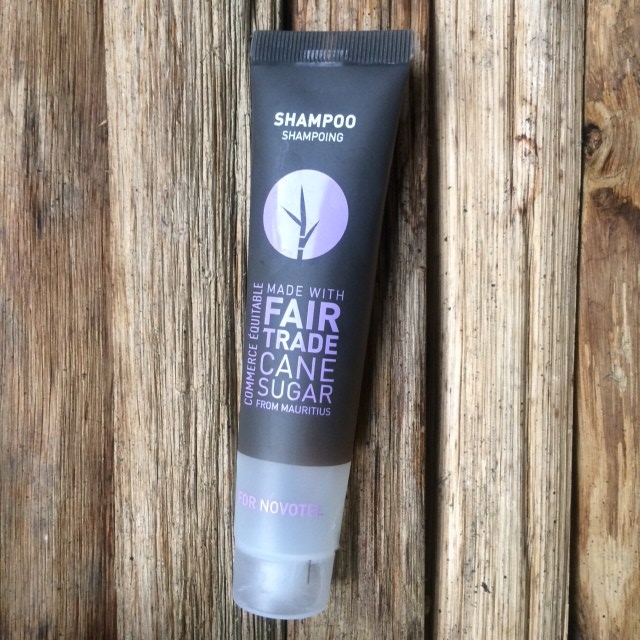 SHAMPOO
SHAMPOING
COMMERCE ÉQUITABLE
MADE WITH
FAIR
TRADE
CANE
SUGAR
FROM MAURITIUS
FOR NOVOTEL